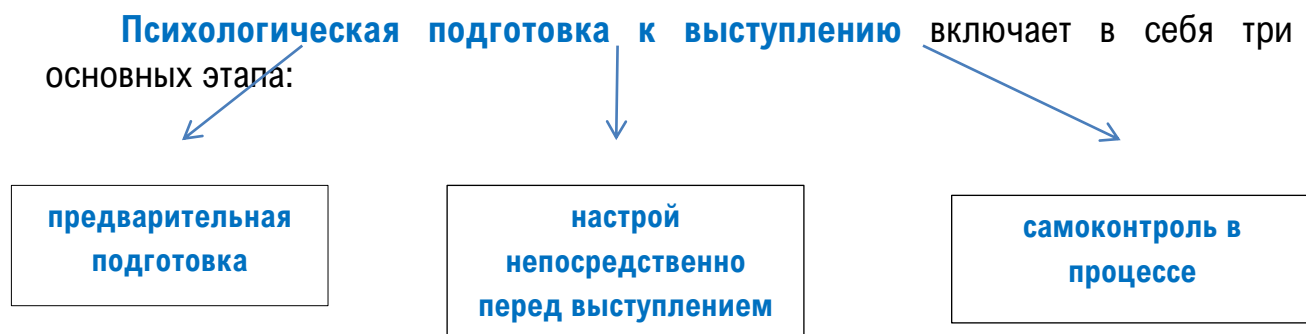 Психологическая подготовка к выступлению включает в себя три
основных этапа:
предварительная
подготовка
настрой
непосредственно
перед выступлением
самоконтроль в
процессе